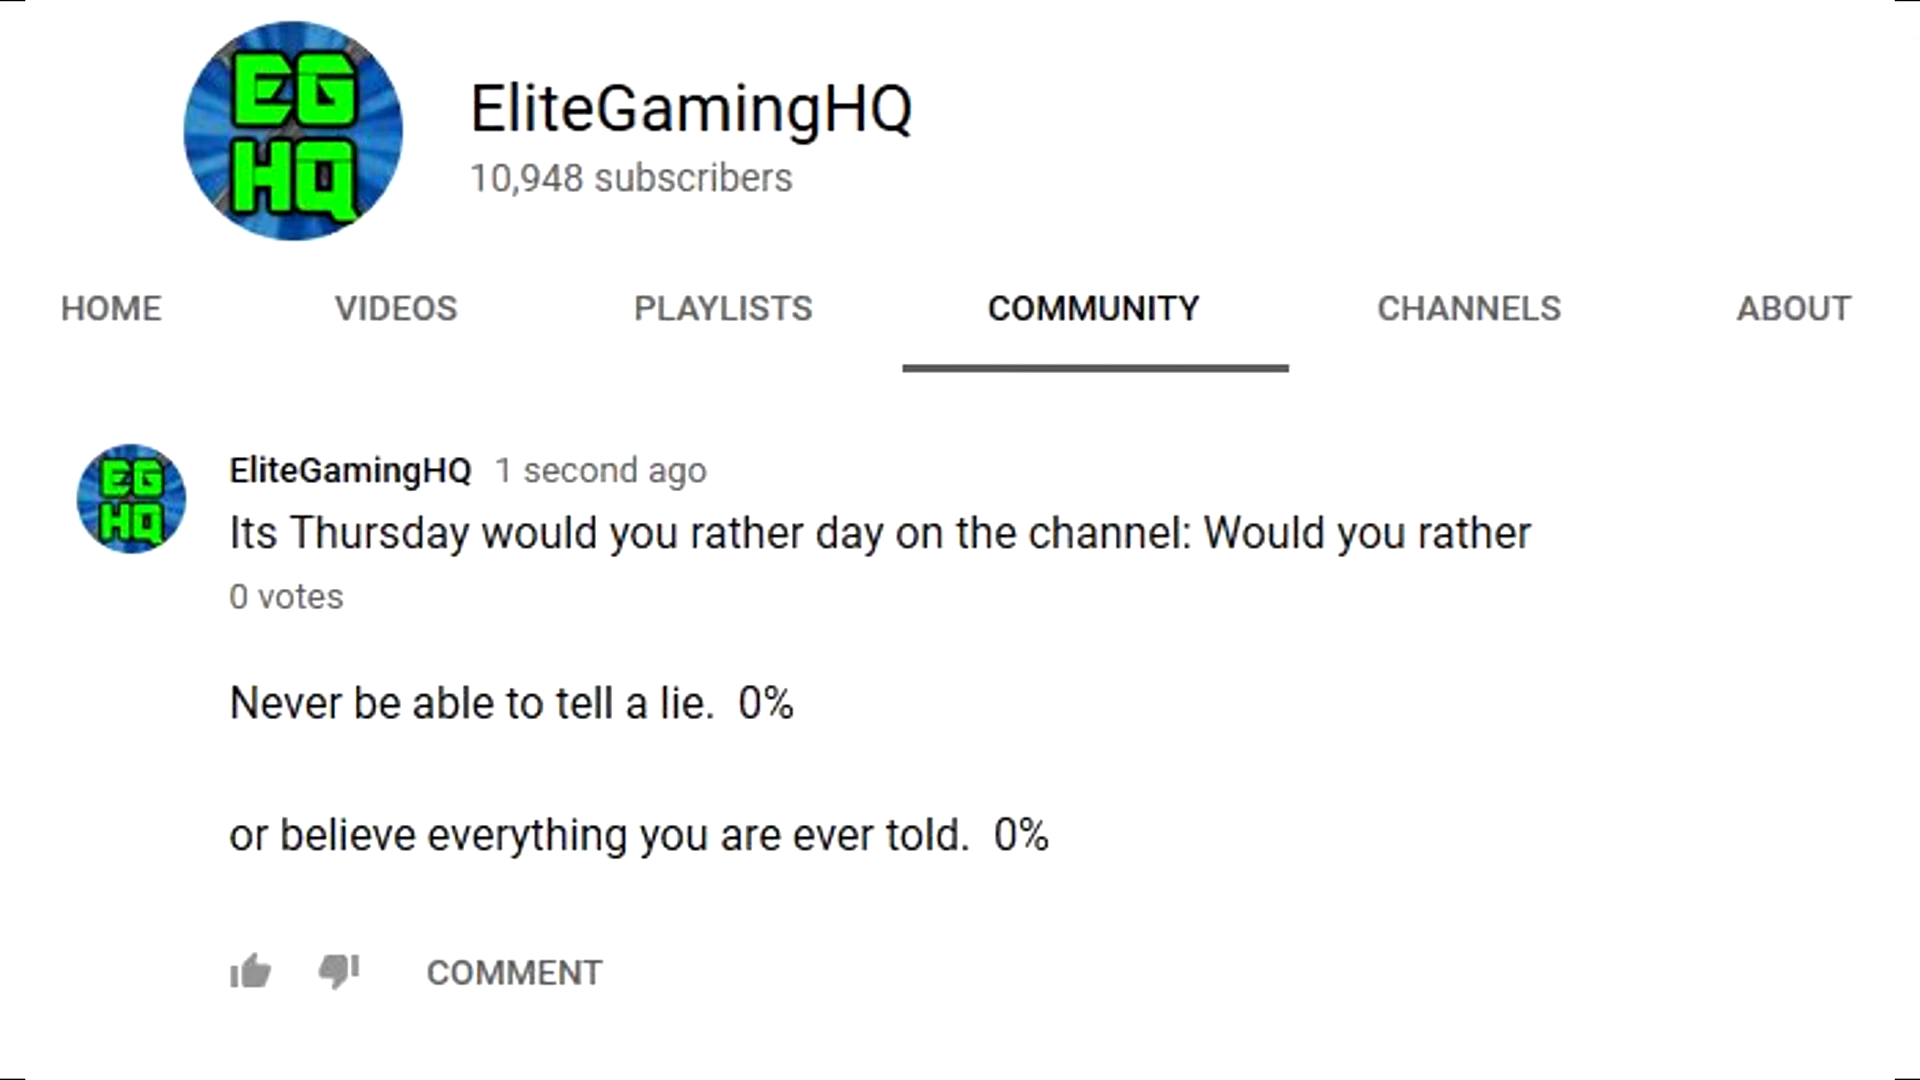 EG
HQ
EliteGamingHQ
10,948 subscribers
HOME VIDEOS PLAYLISTS COMMUNITY CHANNELS ABOUT
EG
HQ
EliteGamingHQ 1 second ago
Its Thursday would you rather day on the channel: Would you rather
0 votes
Never be able to tell a lie. 0%
or believe everything you are ever told. 0%
COMMENT